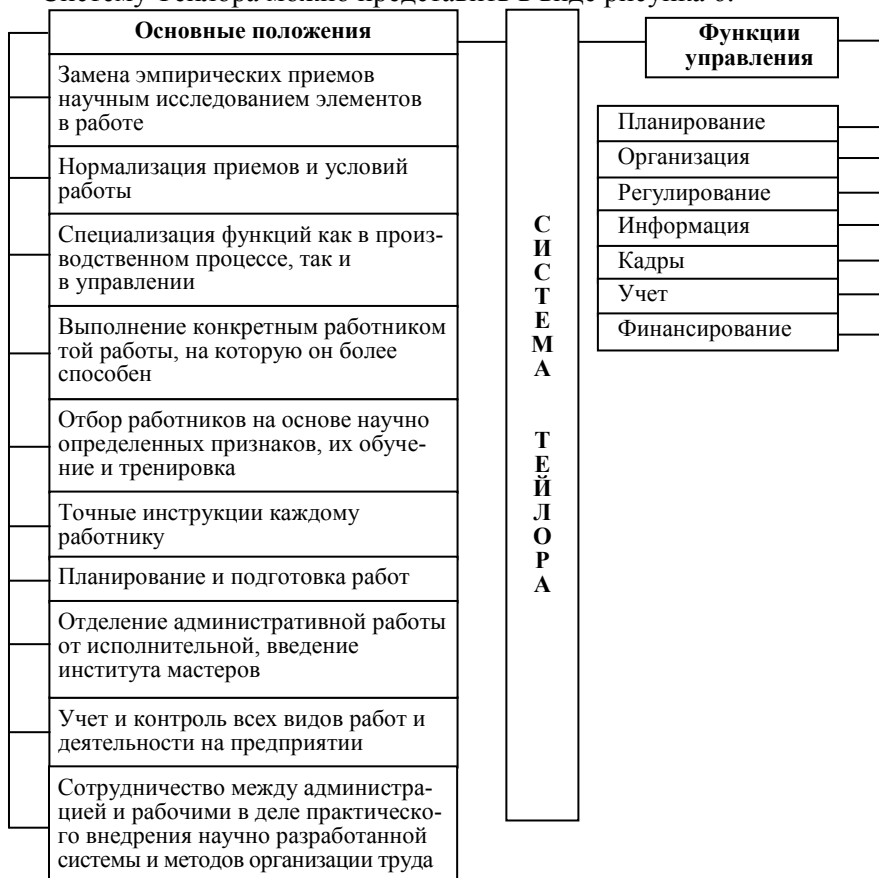 Систему Тейлора можно представить в виде рисунка 6.
Основные положения
Замена эмпирических приемов
научным исследованием элементов
в работе
Нормализация приемов и условий
работы
Специализация функций как в произ-
водственном процессе, так и
в управлении
Выполнение конкретным работником
той работы, на которую он более
способен
Отбор работников на основе научно
определенных признаков, их обуче-
ние и тренировка
Точные инструкции каждому
работнику
Планирование и подготовка работ
Отделение административной работы
от исполнительной, введение
института мастеров
Учет и контроль всех видов работ и
деятельности на предприятии
Сотрудничество между администра-
цией и рабочими в деле практическо-
го внедрения научно разработанной
системы и методов организации труда
СИСТЕМА ТЕЙЛОРА
Функции
управления
Планирование
Организация
Регулирование
Информация
Кадры
Учет
Финансирование